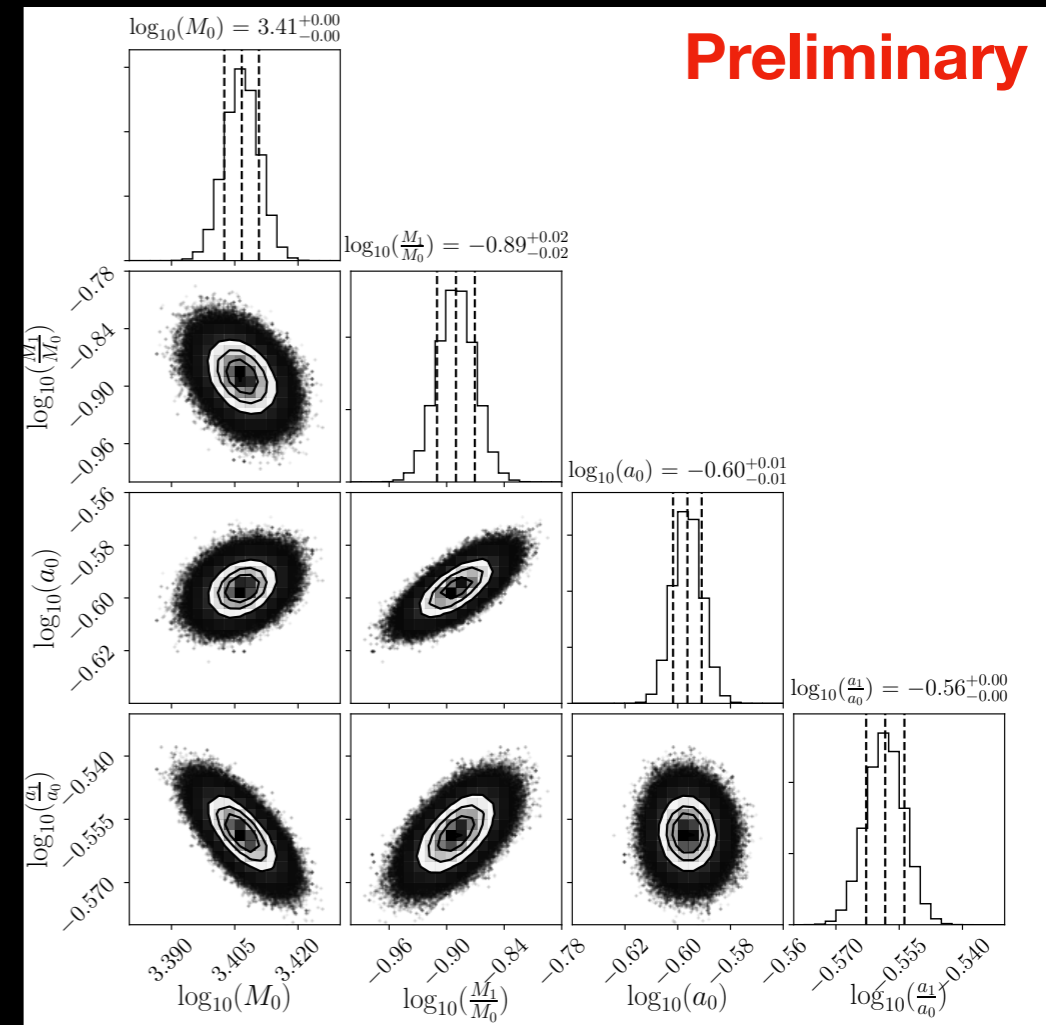 log₁₀(M₀) = 3.41⁺⁰·⁰⁰₋₀.₀₀
Preliminary
log₁₀(M₁/M₀) = −0.89⁺⁰·⁰²₋₀.₀₂
−0.78
−0.84
−0.90
−0.96
log₁₀(M₁/M₀)
log₁₀(a₀) = −0.60⁺⁰·⁰¹₋₀.₀₁
−0.56
−0.58
−0.60
−0.62
log₁₀(a₀)
log₁₀(a₁/a₀) = −0.56⁺⁰·⁰⁰₋₀.₀₀
−0.540
−0.555
−0.570
log₁₀(a₁/a₀)
3.390 3.405 3.420 −0.96 −0.90 −0.84 −0.78 −0.62 −0.60 −0.58 −0.56 −0.570 −0.555 −0.540
log₁₀(M₀) log₁₀(M₁/M₀) log₁₀(a₀) log₁₀(a₁/a₀)